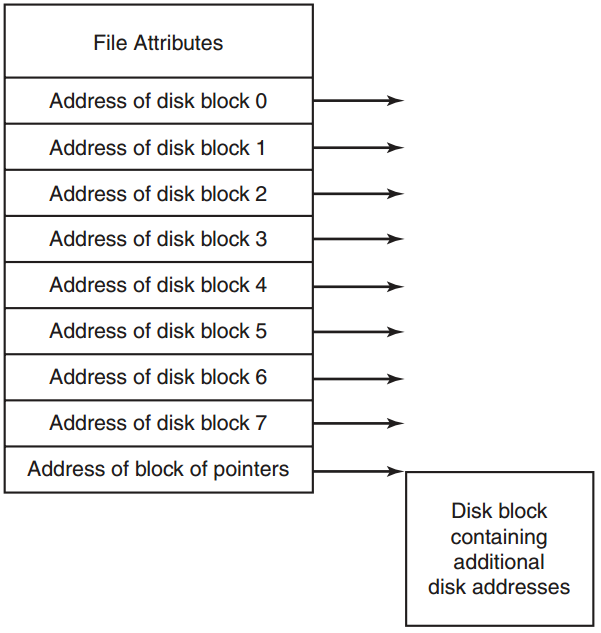 File Attributes
Address of disk block 0
Address of disk block 1
Address of disk block 2
Address of disk block 3
Address of disk block 4
Address of disk block 5
Address of disk block 6
Address of disk block 7
Address of block of pointers
Disk block
containing
additional
disk addresses